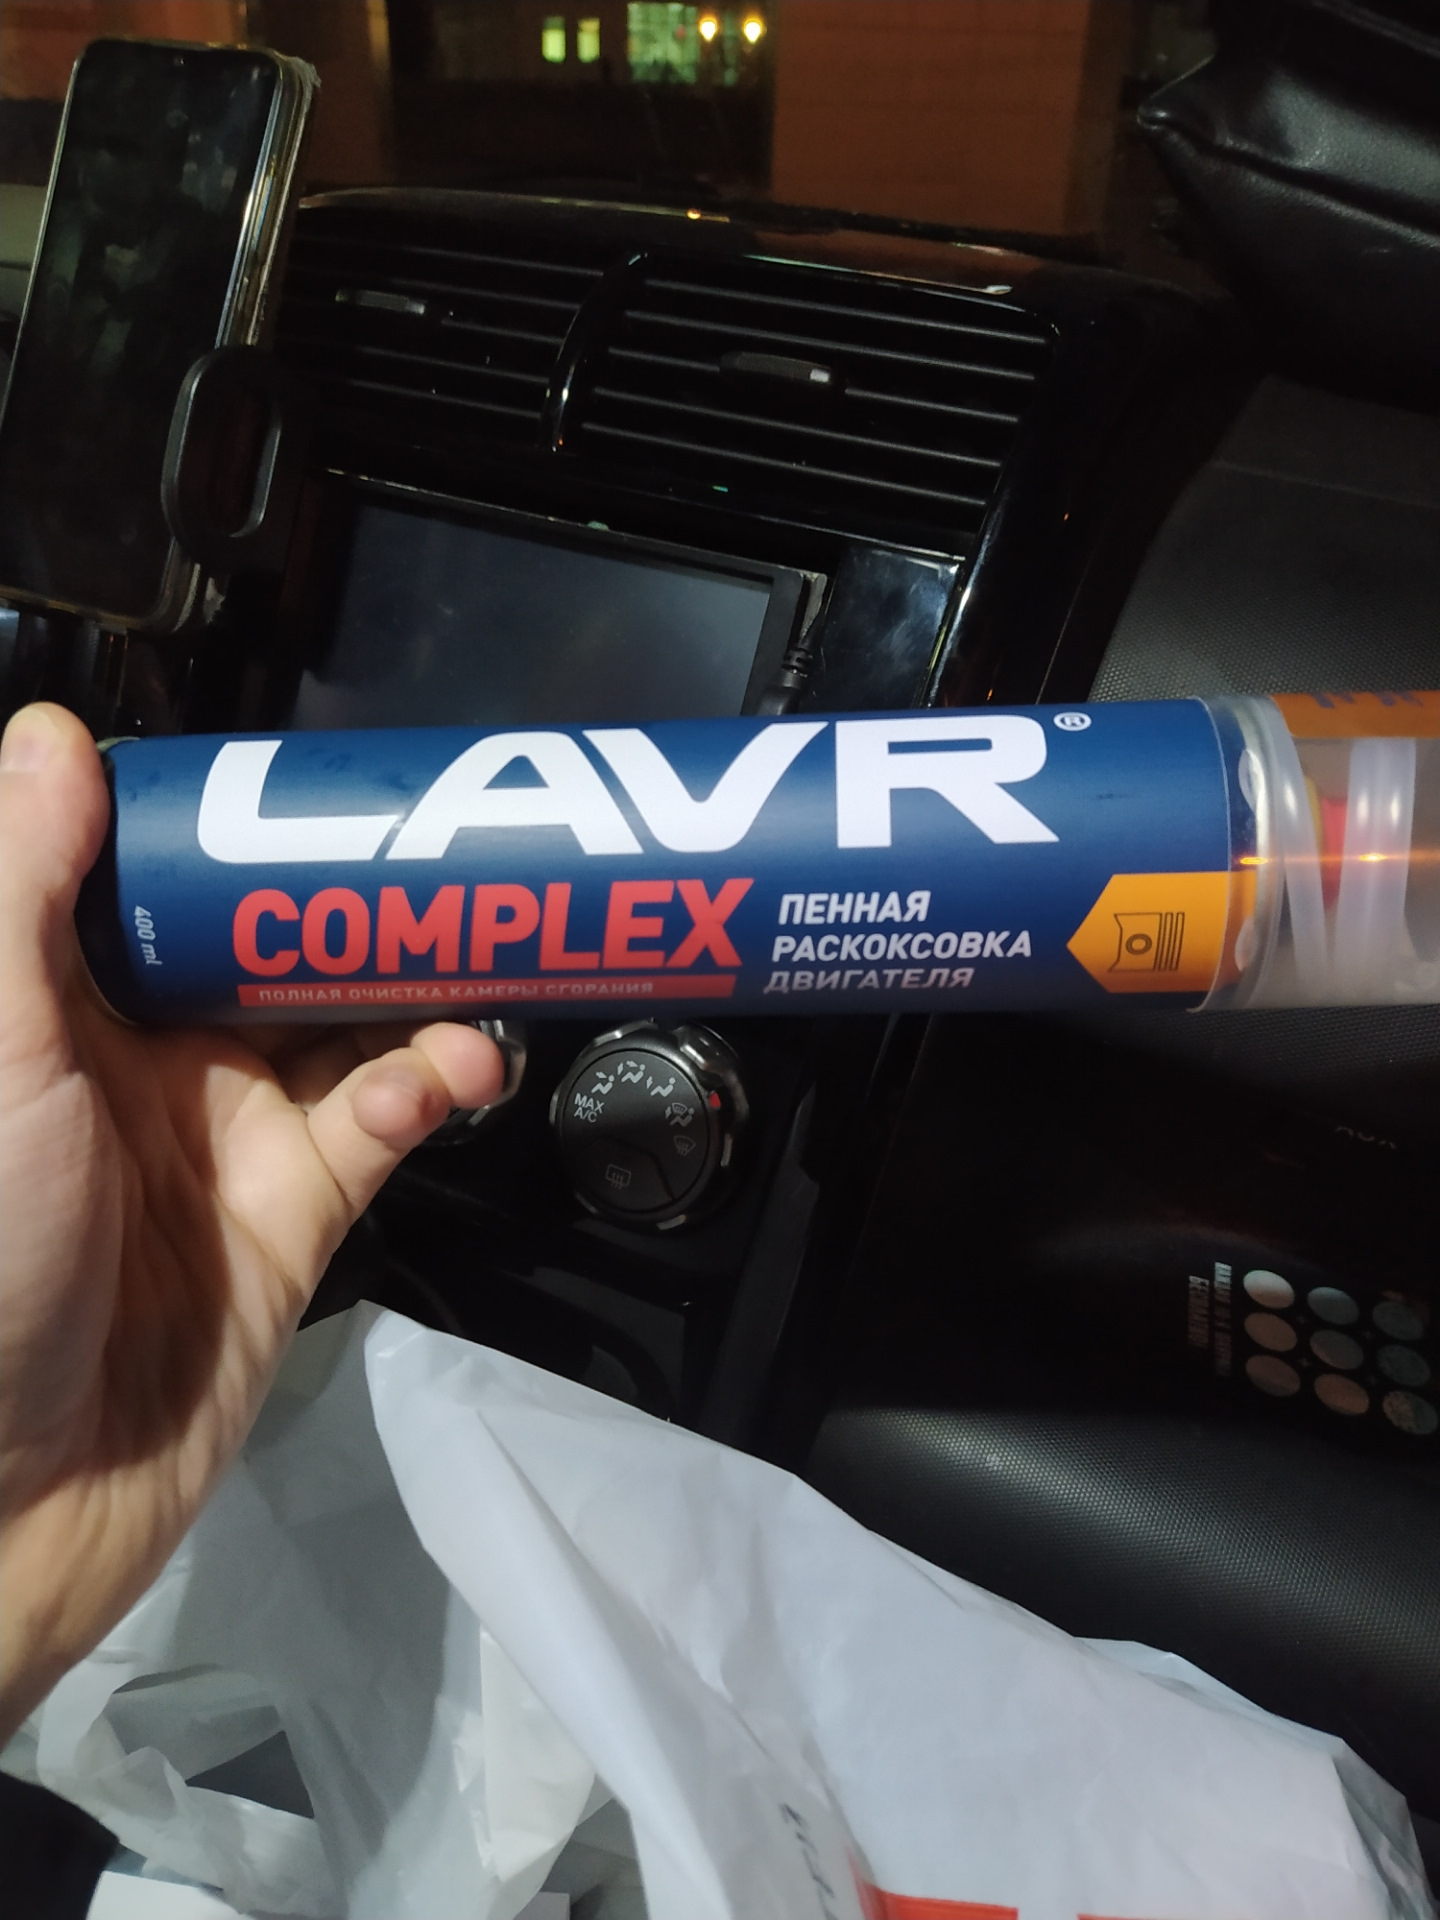 LAVR®
COMPLEX
ПОЛНАЯ ОЧИСТКА КАМЕРЫ СГОРАНИЯ
ПЕННАЯ
РАСКОКСОВКА
ДВИГАТЕЛЯ
400 ml
MAX
A/C